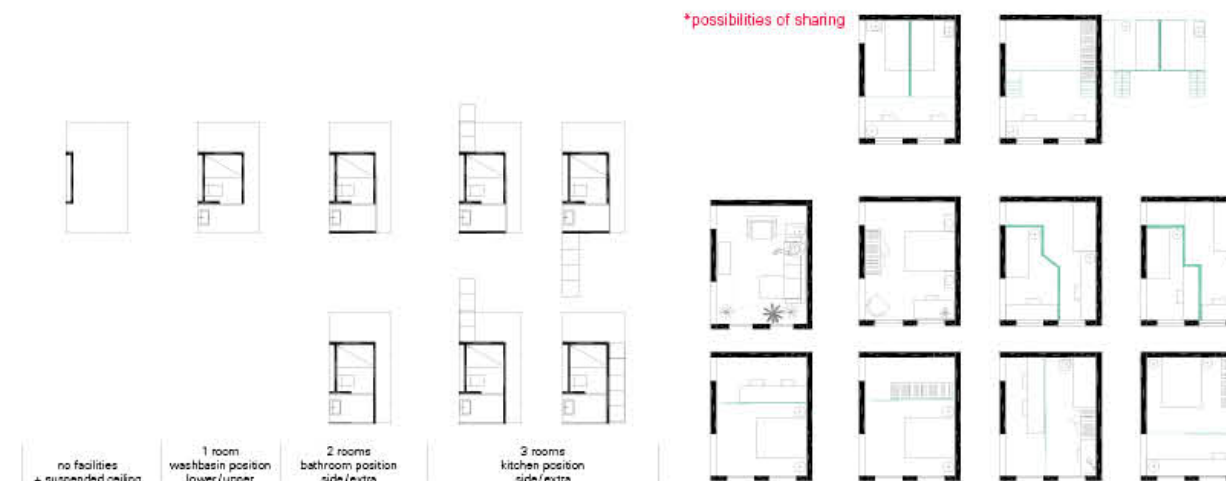 *possibilities of sharing
no facilities
+ suspended ceiling
1 room
washbasin position
lower/upper
2 rooms
bathroom position
side/extra
3 rooms
kitchen position
side/extra